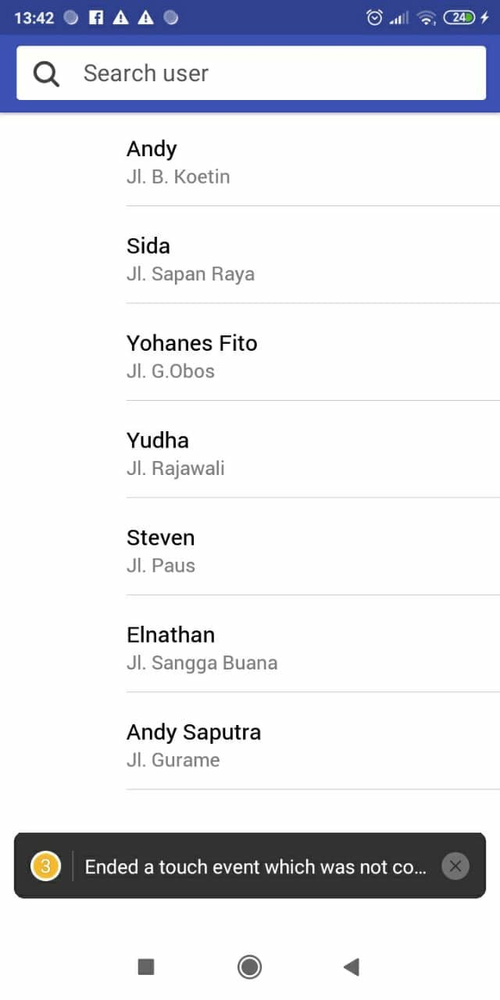 13:42
24
Search user
Andy
Jl. B. Koetin
Sida
Jl. Sapan Raya
Yohanes Fito
Jl. G.Obos
Yudha
Jl. Rajawali
Steven
Jl. Paus
Elnathan
Jl. Sangga Buana
Andy Saputra
Jl. Gurame
3
Ended a touch event which was not co...